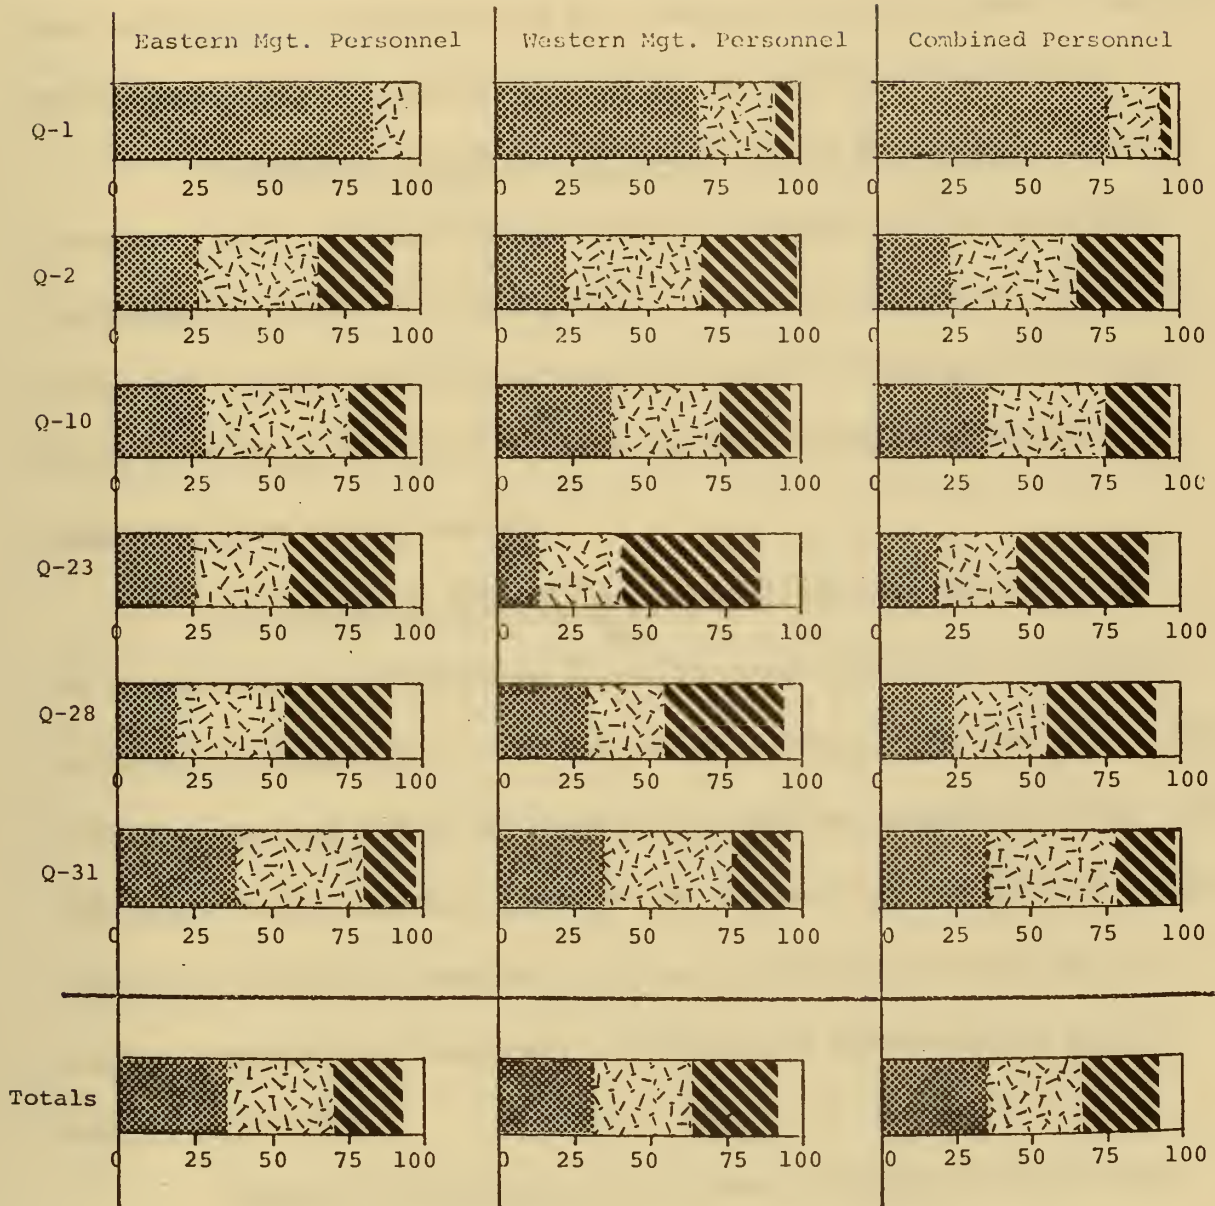 Eastern Mgt. Personnel Western Mgt. Personnel Combined Personnel
Q-1
0 25 50 75 100 0 25 50 75 100 0 25 50 75 100
Q-2
0 25 50 75 100 0 25 50 75 100 0 25 50 75 100
Q-10
0 25 50 75 100 0 25 50 75 100 0 25 50 75 100
Q-23
0 25 50 75 100 0 25 50 75 100 0 25 50 75 100
Q-28
0 25 50 75 100 0 25 50 75 100 0 25 50 75 100
Q-31
0 25 50 75 100 0 25 50 75 100 0 25 50 75 100
Totals
0 25 50 75 100 0 25 50 75 100 0 25 50 75 100